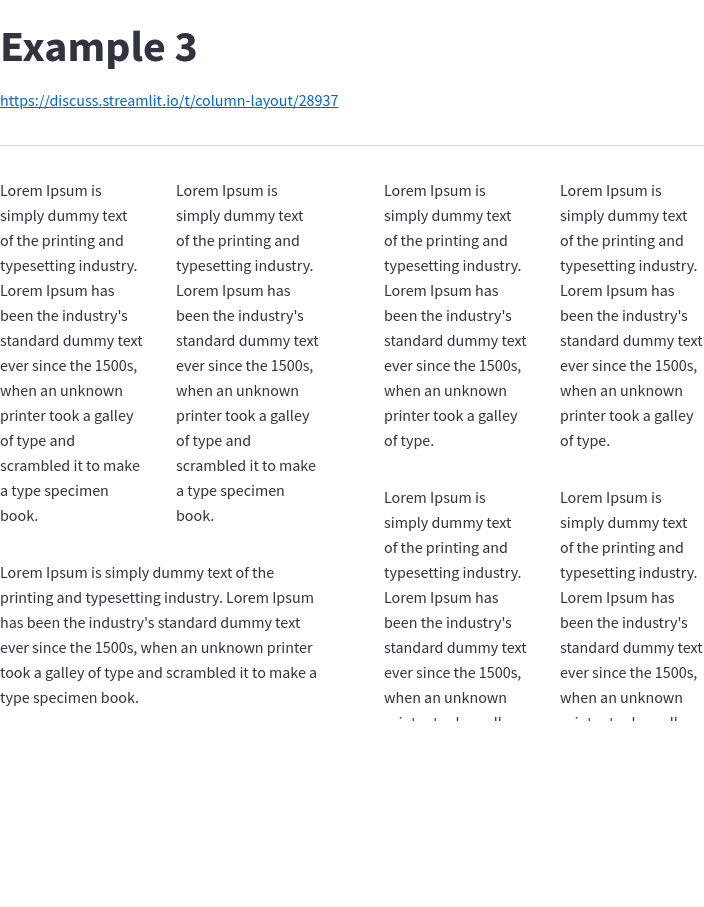 Example 3
https://discuss.streamlit.io/t/column-layout/28937
Lorem Ipsum is
simply dummy text
of the printing and
typesetting industry.
Lorem Ipsum has
been the industry's
standard dummy text
ever since the 1500s,
when an unknown
printer took a galley
of type and
scrambled it to make
a type specimen
book.
Lorem Ipsum is
simply dummy text
of the printing and
typesetting industry.
Lorem Ipsum has
been the industry's
standard dummy text
ever since the 1500s,
when an unknown
printer took a galley
of type and
scrambled it to make
a type specimen
book.
Lorem Ipsum is simply dummy text of the
printing and typesetting industry. Lorem Ipsum
has been the industry's standard dummy text
ever since the 1500s, when an unknown printer
took a galley of type and scrambled it to make a
type specimen book.
Lorem Ipsum is
simply dummy text
of the printing and
typesetting industry.
Lorem Ipsum has
been the industry's
standard dummy text
ever since the 1500s,
when an unknown
printer took a galley
of type.
Lorem Ipsum is
simply dummy text
of the printing and
typesetting industry.
Lorem Ipsum has
been the industry's
standard dummy text
ever since the 1500s,
when an unknown
printer took a galley
of type.
Lorem Ipsum is
simply dummy text
of the printing and
typesetting industry.
Lorem Ipsum has
been the industry's
standard dummy text
ever since the 1500s,
when an unknown
Lorem Ipsum is
simply dummy text
of the printing and
typesetting industry.
Lorem Ipsum has
been the industry's
standard dummy text
ever since the 1500s,
when an unknown